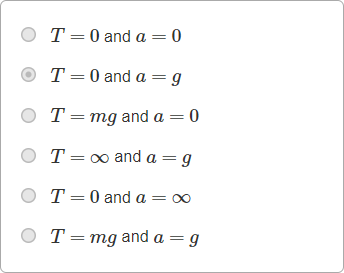 T = 0 and a = 0
T = 0 and a = g
T = mg and a = 0
T = ∞ and a = g
T = 0 and a = ∞
T = mg and a = g